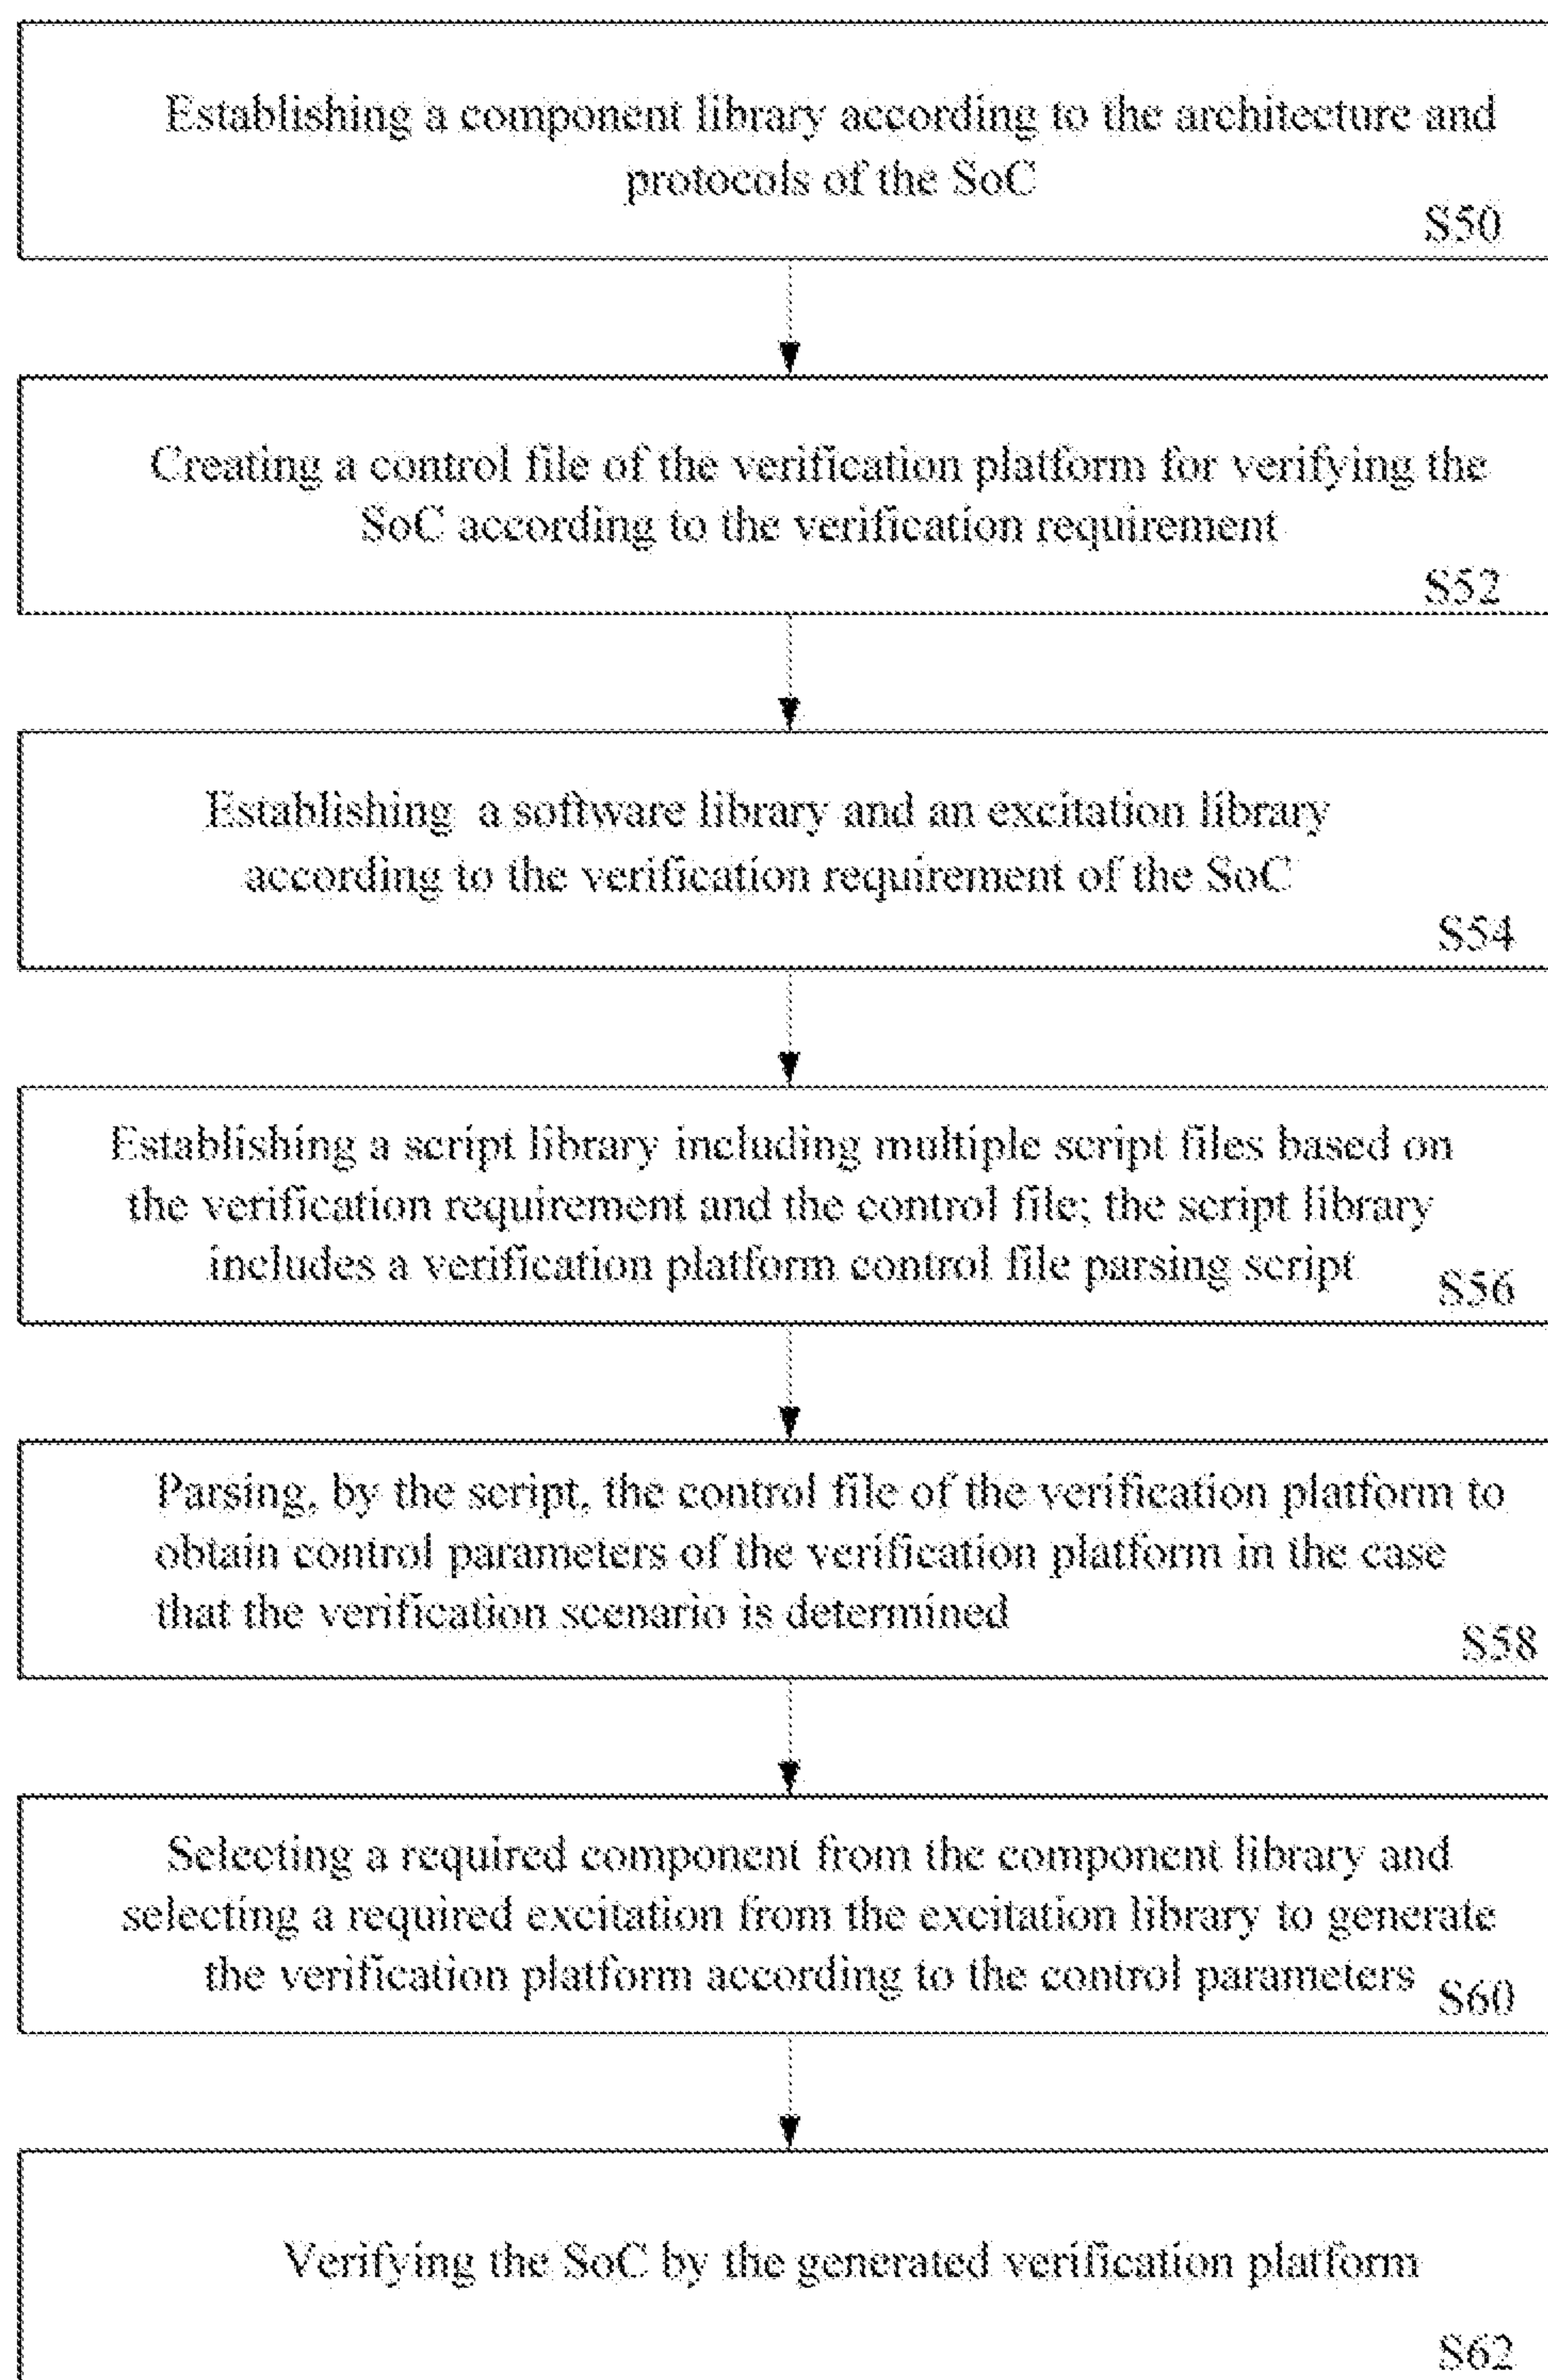 Establishing a component library according to the architecture and
protocols of the SoC
S50
Creating a control file of the verification platform for verifying the
SoC according to the verification requirement
S52
Establishing a software library and an excitation library
according to the verification requirement of the SoC
S54
Establishing a script library including multiple script files based on
the verification requirement and the control file; the script library
includes a verification platform control file parsing script
S56
Parsing, by the script, the control file of the verification platform to
obtain control parameters of the verification platform in the case
that the verification scenario is determined
S58
Selecting a required component from the component library and
selecting a required excitation from the excitation library to generate
the verification platform according to the control parameters
S60
Verifying the SoC by the generated verification platform
S62